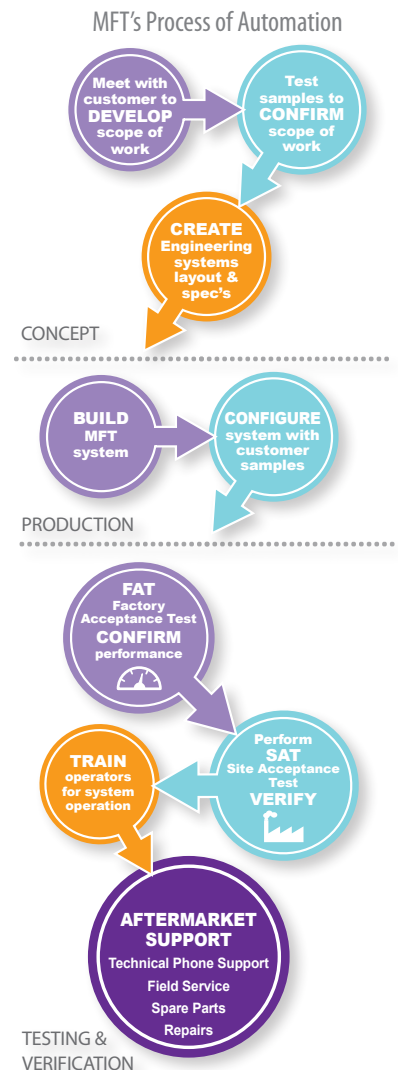 MFT's Process of Automation
Meet with
customer to
DEVELOP
scope of
work
Test
samples to
CONFIRM
scope of
work
CREATE
Engineering
systems
layout &
spec's
CONCEPT
BUILD
MFT
system
CONFIGURE
system with
customer
samples
PRODUCTION
FAT
Factory
Acceptance Test
CONFIRM
performance
Perform
SAT
Site Acceptance
Test
VERIFY
TRAIN
operators
for system
operation
AFTERMARKET
SUPPORT
Technical Phone Support
Field Service
Spare Parts
Repairs
TESTING &
VERIFICATION